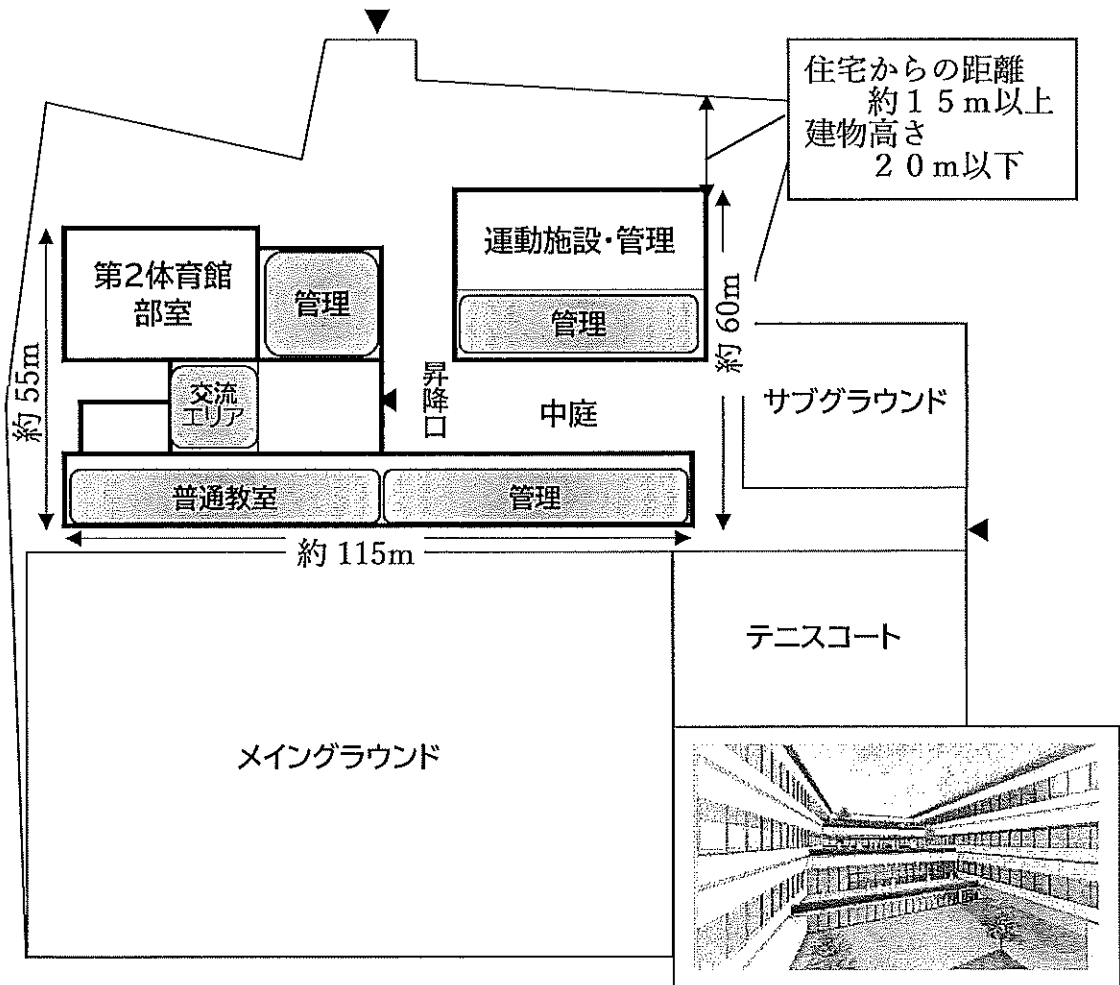 住宅からの距離
約15m以上
建物高さ
20m以下
運動施設・管理
第2体育館
部室
管理
管理
約60m
約55m
交流
エリア
昇降口
中庭
サブグラウンド
普通教室
管理
約115m
テニスコート
メイングラウンド